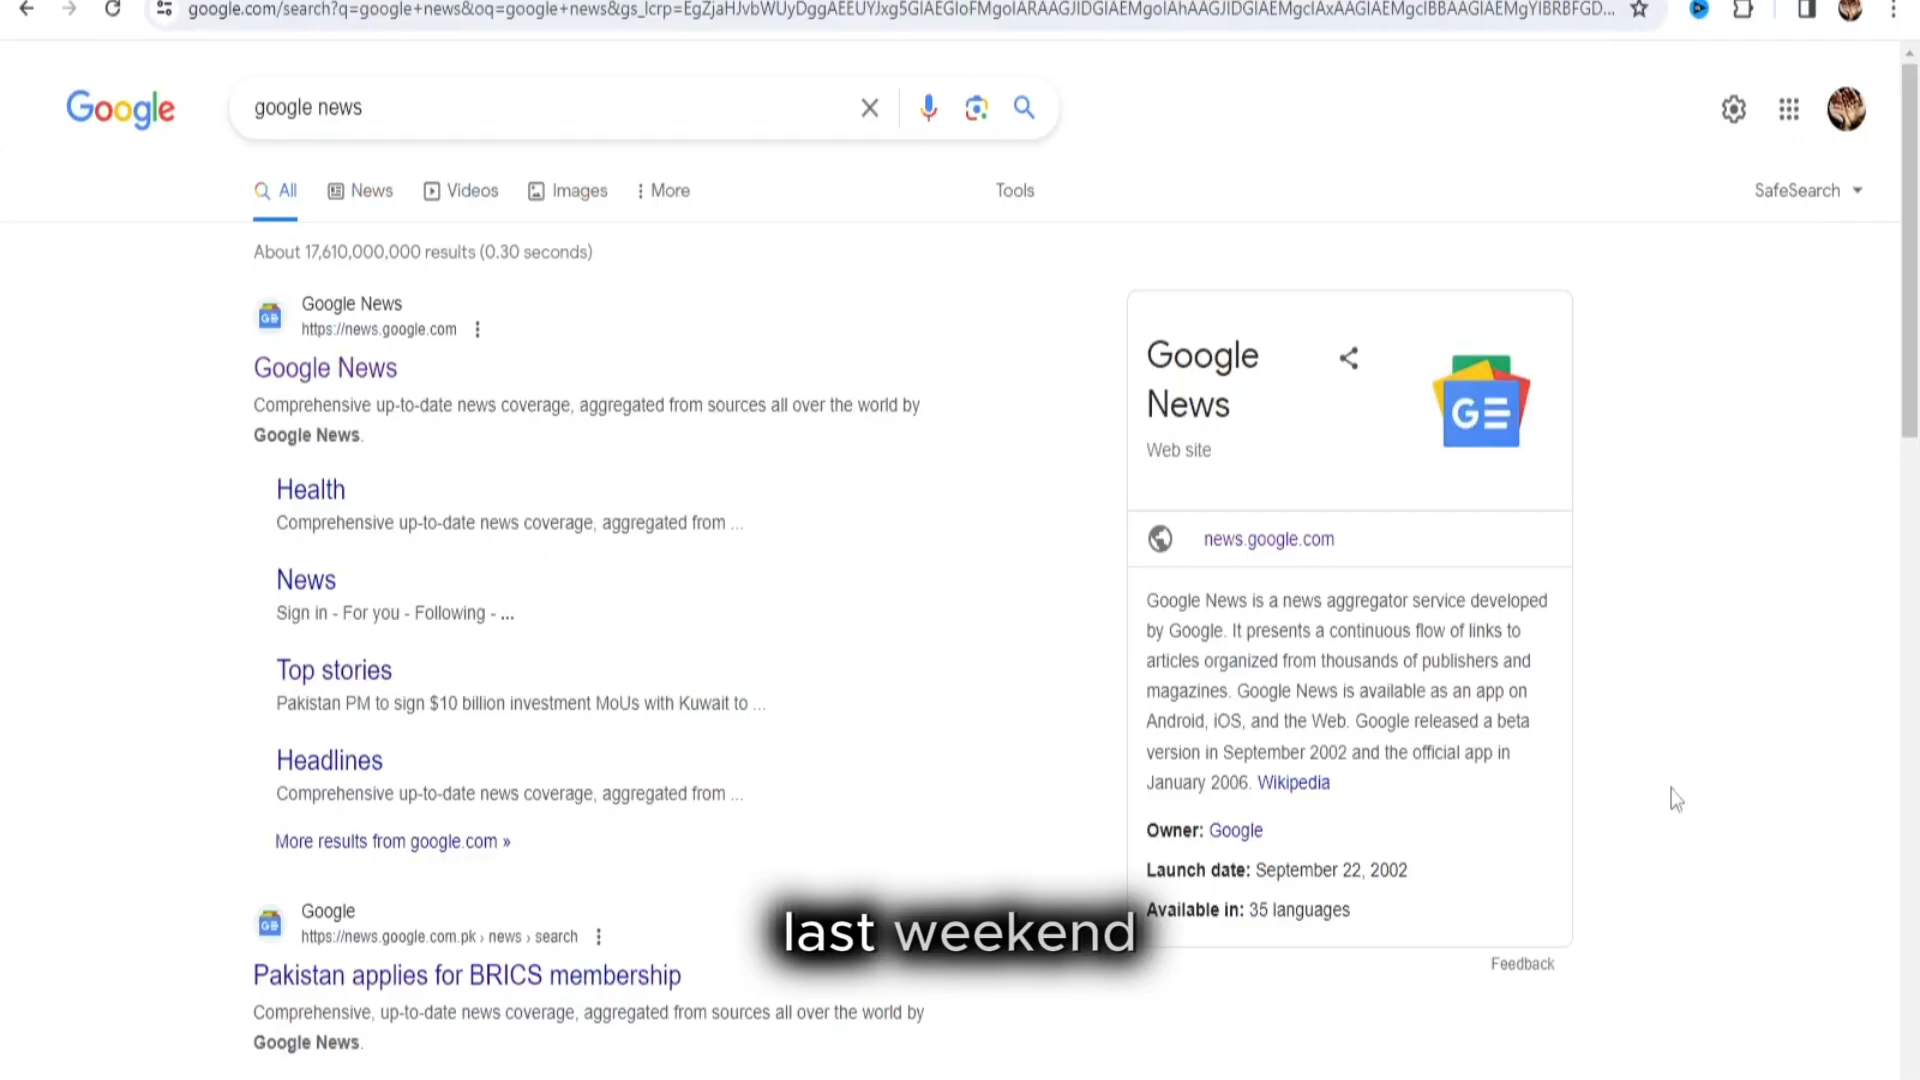 google.com/search?q=google+news&oq=google+news&gs_lcrp=EgZjaHJvbWUyDggAEEUYJxg5GIAEGIoFMgoIARAAGJIDGIAEMgoIAhAAGJIDGIAEMgcIAxAAGIAEMgcIBBAAGIAEMgYIBRBFGD...
Google
google news
All News Videos Images More Tools SafeSearch
About 17,610,000,000 results (0.30 seconds)
Google News
https://news.google.com
Google News
Comprehensive up-to-date news coverage, aggregated from sources all over the world by
Google News.
Health
Comprehensive up-to-date news coverage, aggregated from ...
News
Sign in - For you - Following - ...
Top stories
Pakistan PM to sign $10 billion investment MoUs with Kuwait to ...
Headlines
Comprehensive up-to-date news coverage, aggregated from ...
More results from google.com »
Google
https://news.google.com.pk › news › search
Pakistan applies for BRICS membership
Comprehensive, up-to-date news coverage, aggregated from sources all over the world by
Google News.
Google
News
Web site
GE
news.google.com
Google News is a news aggregator service developed
by Google. It presents a continuous flow of links to
articles organized from thousands of publishers and
magazines. Google News is available as an app on
Android, iOS, and the Web. Google released a beta
version in September 2002 and the official app in
January 2006. Wikipedia
Owner: Google
Launch date: September 22, 2002
Available in: 35 languages
Feedback
last weekend